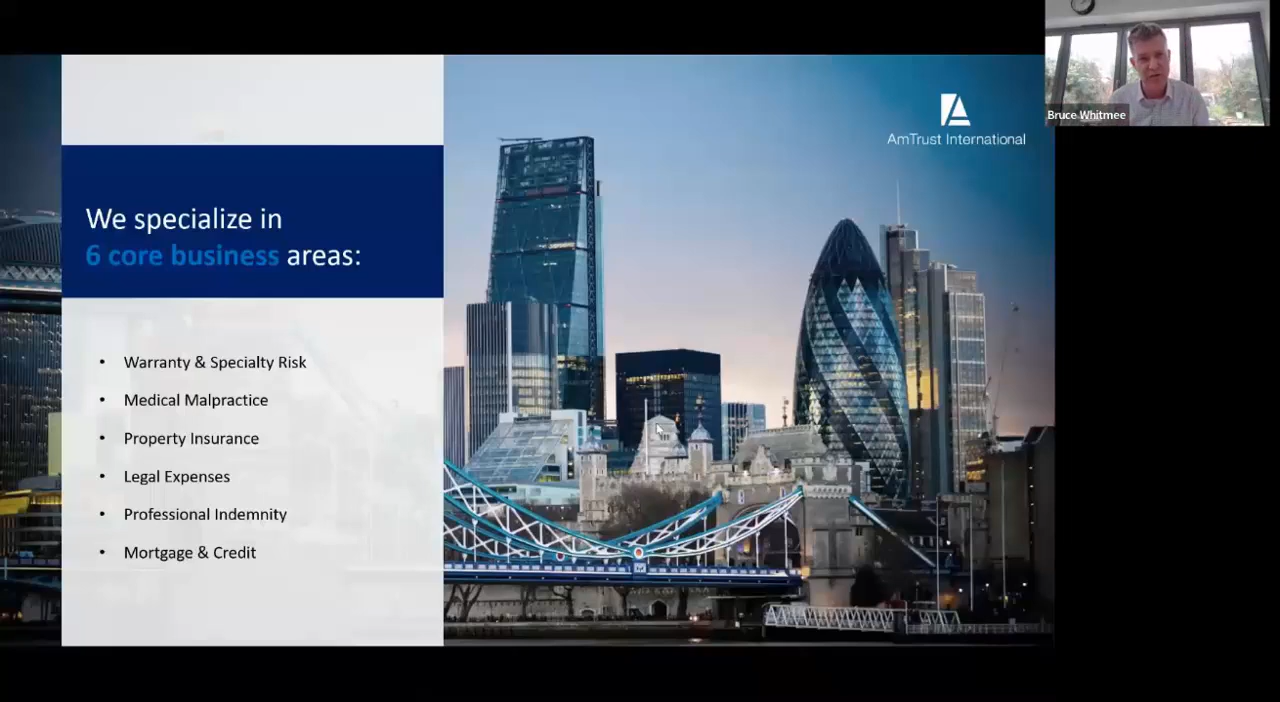 Bruce Whitmee
AmTrust International
We specialize in
6 core business areas:
• Warranty & Specialty Risk
• Medical Malpractice
• Property Insurance
• Legal Expenses
• Professional Indemnity
• Mortgage & Credit